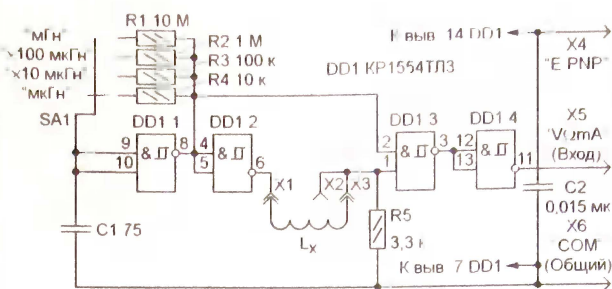 R1 10 М
мГн
×100 мкГн
×10 мкГн
"мкГн"
SA1
R2 1 М
R3 100 к
R4 10 к
DD1 КР1554ТЛ3
К выв 14 DD1
X4
"E PNP"
DD1 1
9
10
&
8
DD1.2
4
5
&
6
X1
X2
X3
Lx
DD1 3
2
1
&
3
DD1 4
12
13
&
11
X5
"VΩmA
(Вход)
C2
0,015 мк
X6
"COM"
(Общий)
C1 75
R5
3,3 к
К выв 7 DD1